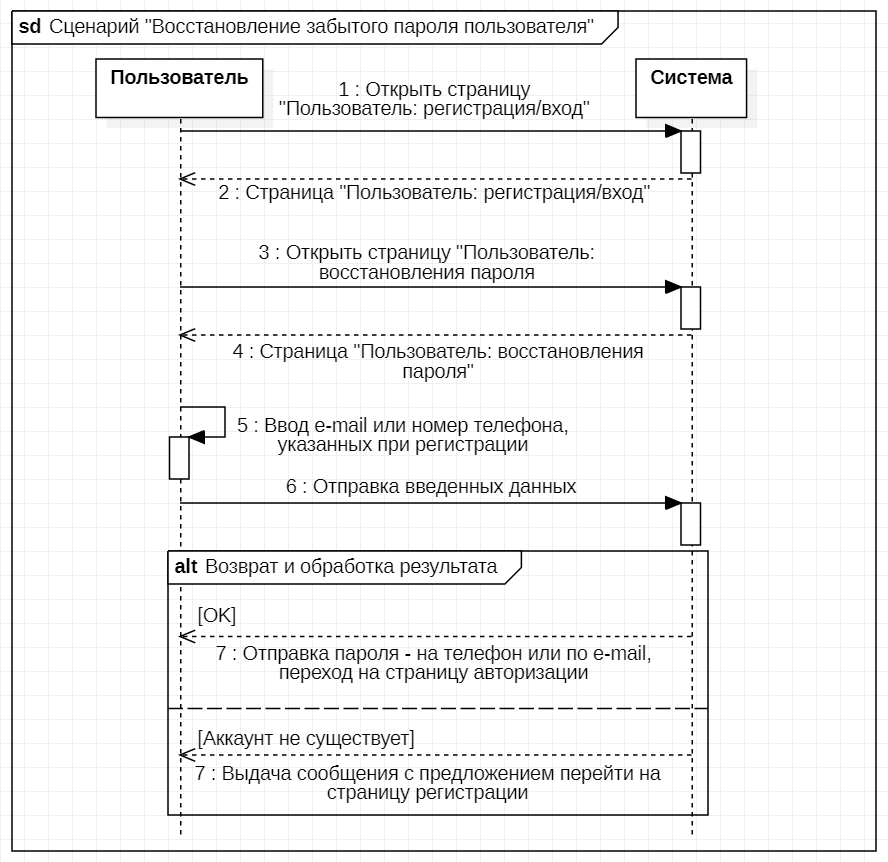 sd Сценарий "Восстановление забытого пароля пользователя"
Пользователь
Система
1 : Открыть страницу
"Пользователь: регистрация/вход"
2 : Страница "Пользователь: регистрация/вход"
3 : Открыть страницу "Пользователь:
восстановления пароля
4 : Страница "Пользователь: восстановления
пароля"
5 : Ввод e-mail или номер телефона,
указанных при регистрации
6 : Отправка введенных данных
alt Возврат и обработка результата
[OK]
7 : Отправка пароля - на телефон или по e-mail,
переход на страницу авторизации
[Аккаунт не существует]
7 : Выдача сообщения с предложением перейти на
страницу регистрации